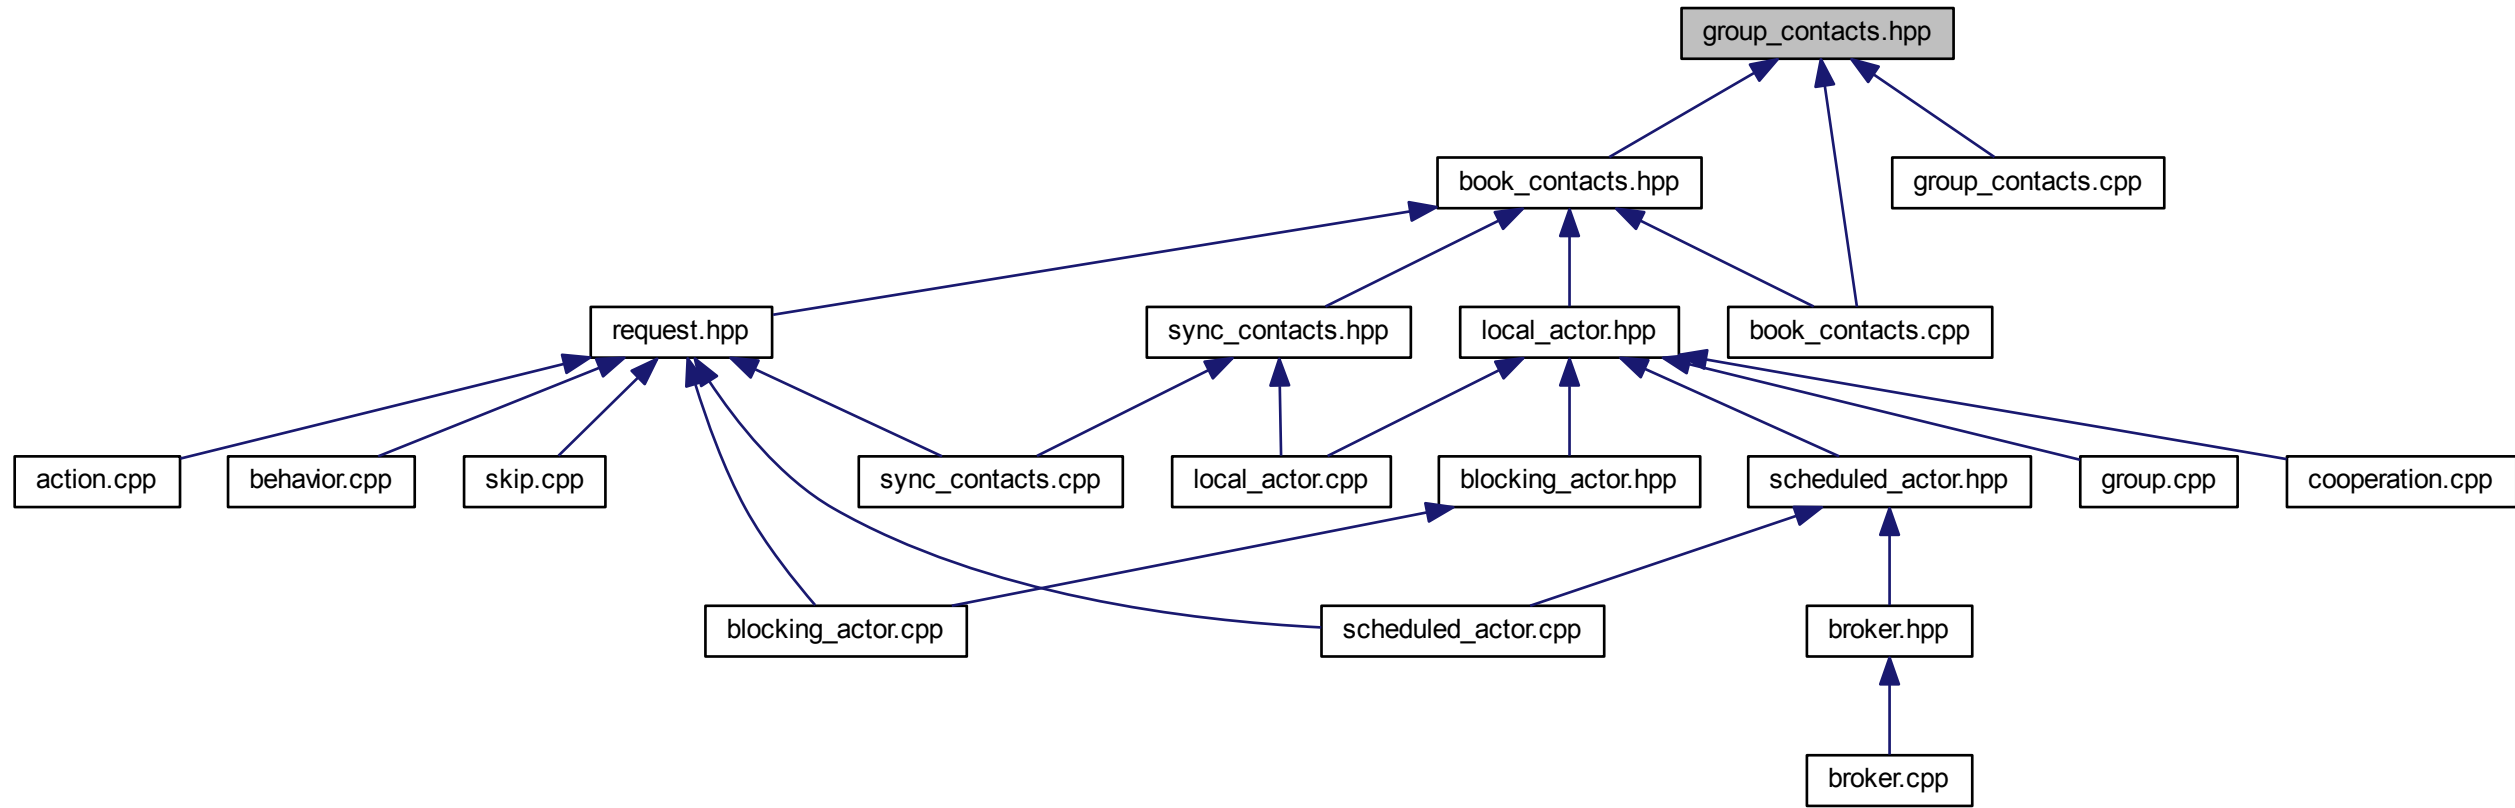 group_contacts.hpp
book_contacts.hpp
group_contacts.cpp
request.hpp
sync_contacts.hpp
local_actor.hpp
book_contacts.cpp
action.cpp
behavior.cpp
skip.cpp
sync_contacts.cpp
local_actor.cpp
blocking_actor.hpp
scheduled_actor.hpp
group.cpp
cooperation.cpp
blocking_actor.cpp
scheduled_actor.cpp
broker.hpp
broker.cpp